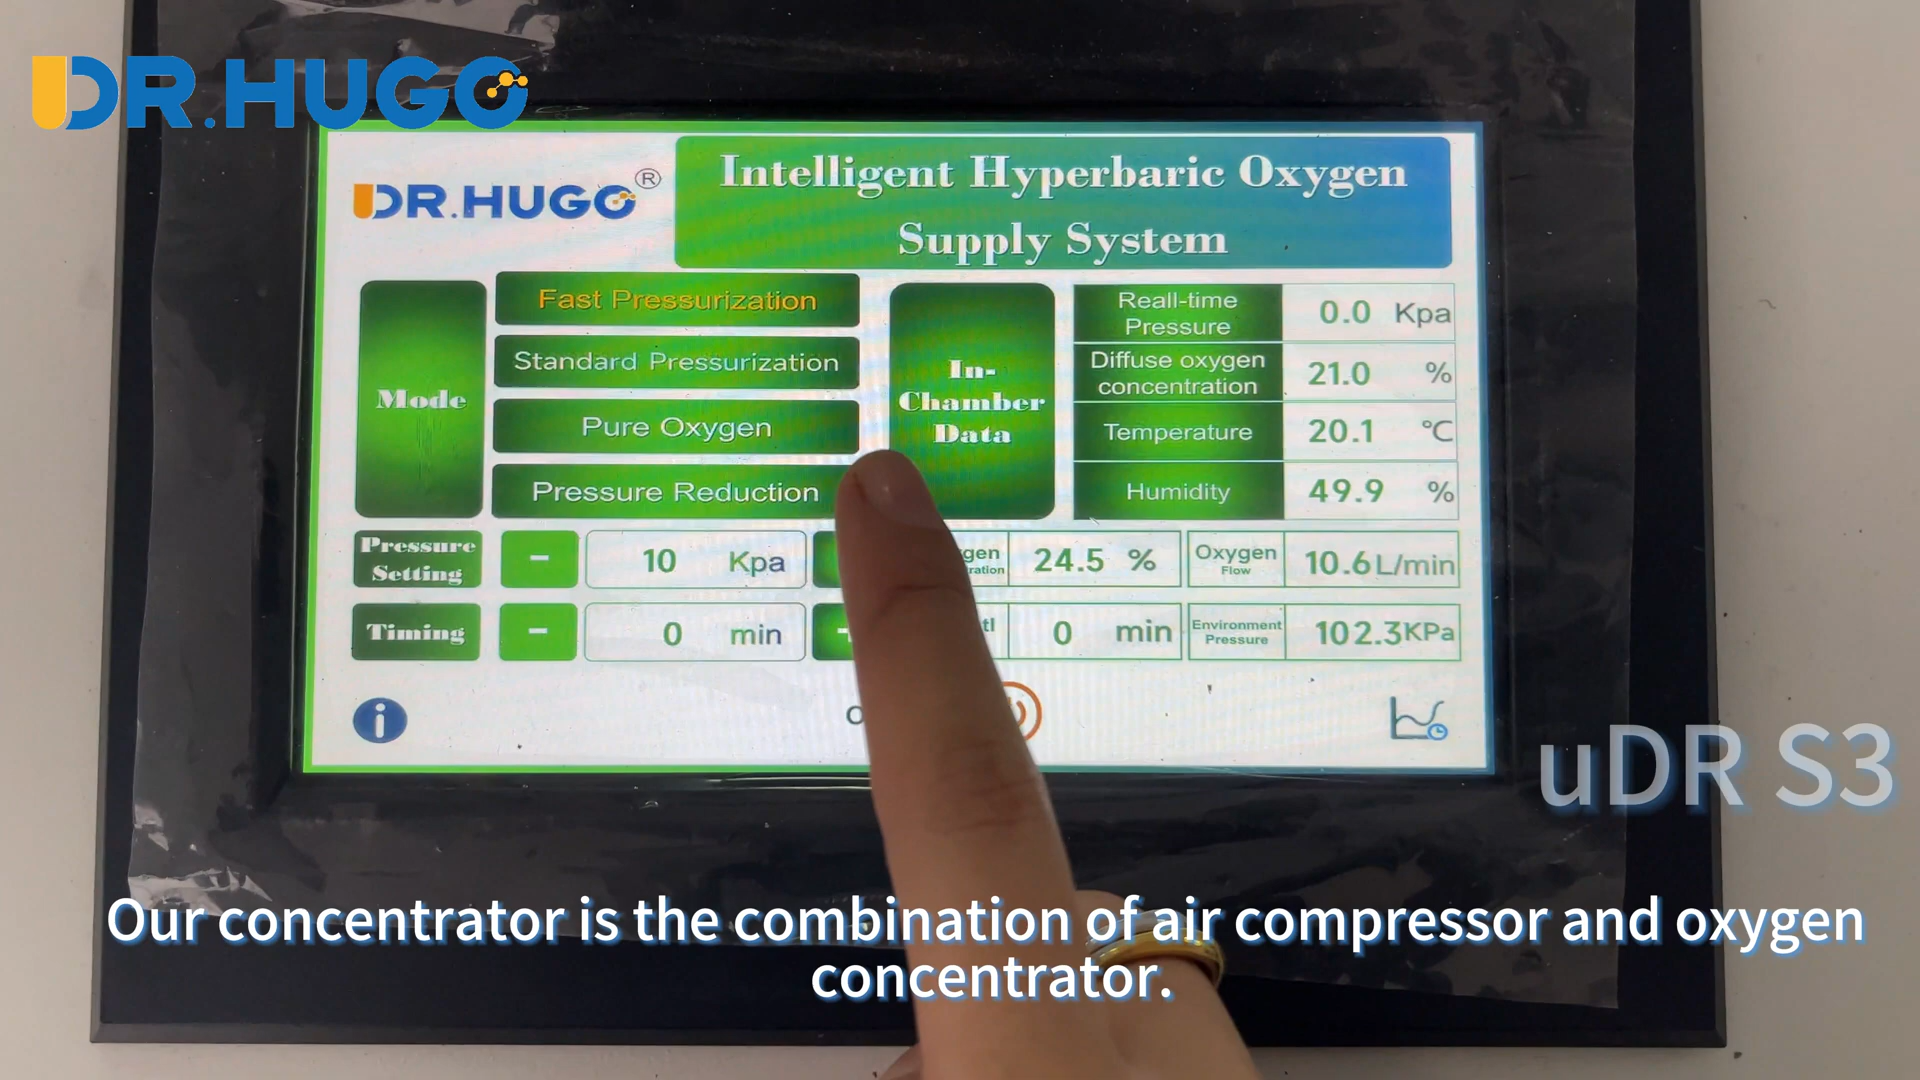 DR.HUGO
DR.HUGO®
Intelligent Hyperbaric Oxygen
Supply System
Mode
Fast Pressurization
Standard Pressurization
Pure Oxygen
Pressure Reduction
In-
Chamber
Data
Reall-time
Pressure
0.0 Kpa
Diffuse oxygen
concentration
21.0 %
Temperature
20.1 ℃
Humidity
49.9 %
Pressure
Setting
-
10 Kpa
24.5 %
Oxygen
Flow
10.6 L/min
Timing
-
0 min
0 min
Environment
Pressure
102.3KPa
i
uDR S3
Our concentrator is the combination of air compressor and oxygen
concentrator.